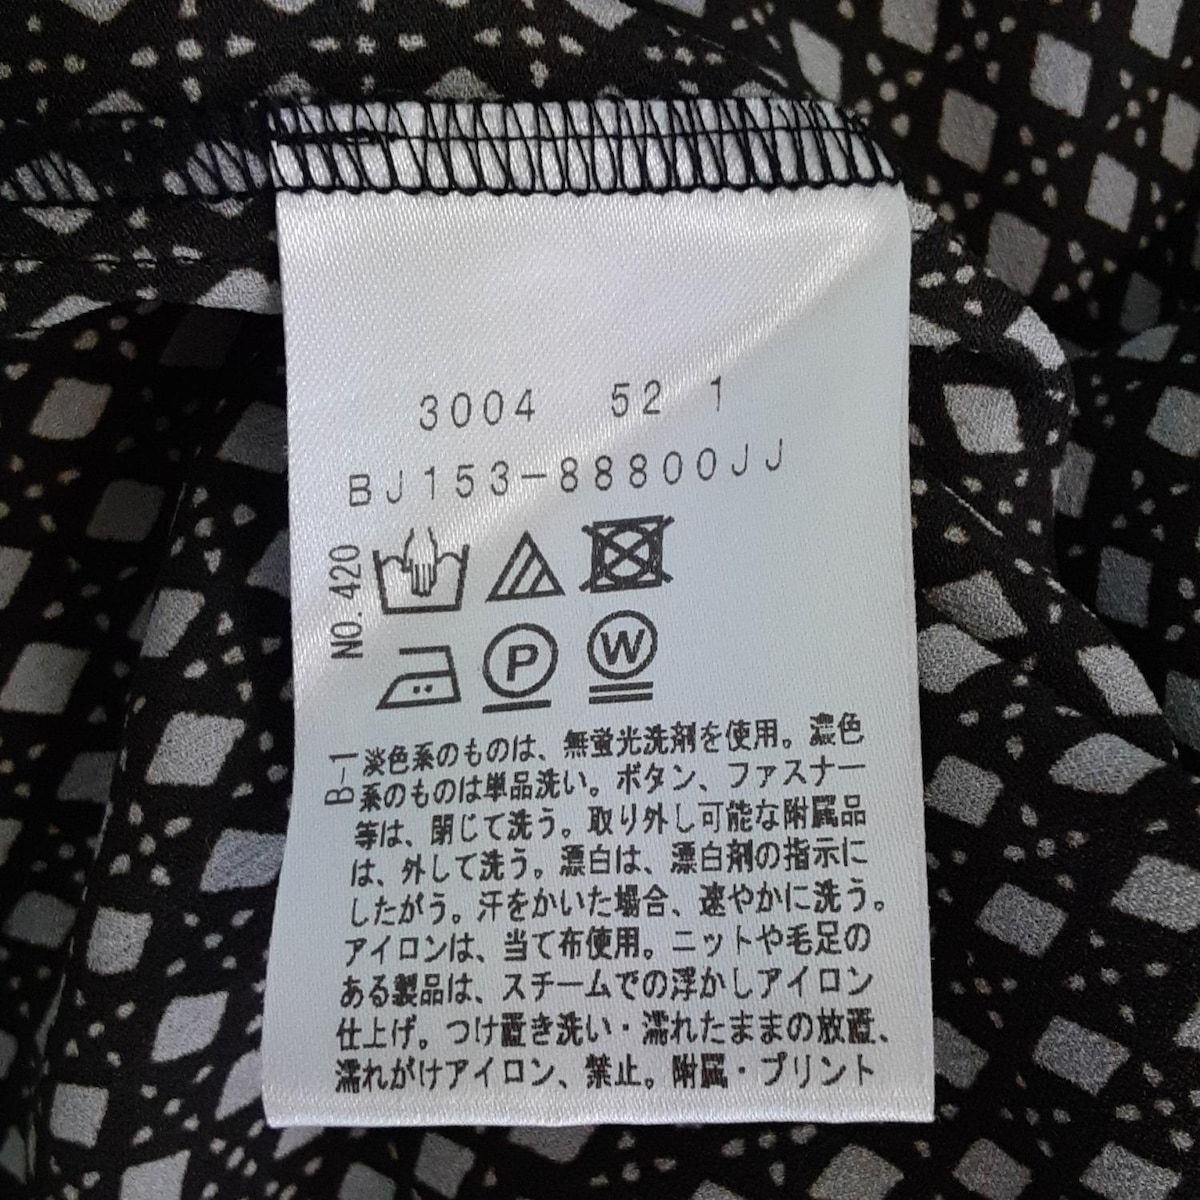 3004 52 1
BJ153-88800JJ
NO. 420
P
W
B-1
淡色系のものは、無蛍光洗剤を使用。濃色
系のものは単品洗い。ボタン、ファスナー
等は、閉じて洗う。取り外し可能な附属品
は、外して洗う。漂白は、漂白剤の指示に
したがう。汗をかいた場合、速やかに洗う。
アイロンは、当て布使用。ニットや毛足の
ある製品は、スチームでの浮かしアイロン
仕上げ。つけ置き洗い・濡れたままの放置、
濡れがけアイロン、禁止。附属・プリント